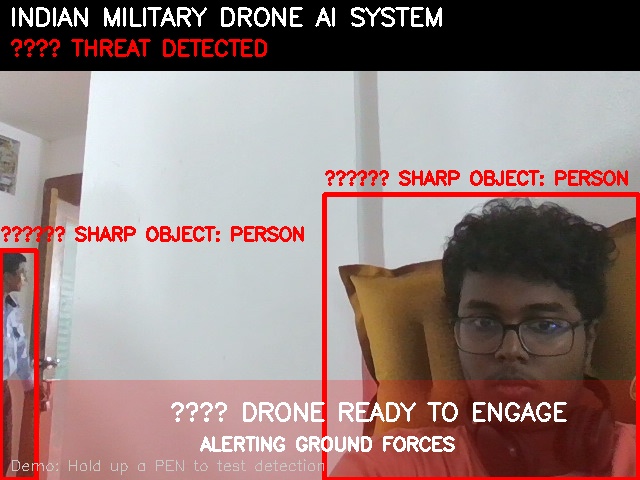 INDIAN MILITARY DRONE AI SYSTEM
???? THREAT DETECTED
?????? SHARP OBJECT: PERSON
?????? SHARP OBJECT: PERSON
???? DRONE READY TO ENGAGE
ALERTING GROUND FORCES
Demo: Hold up a PEN to test detection